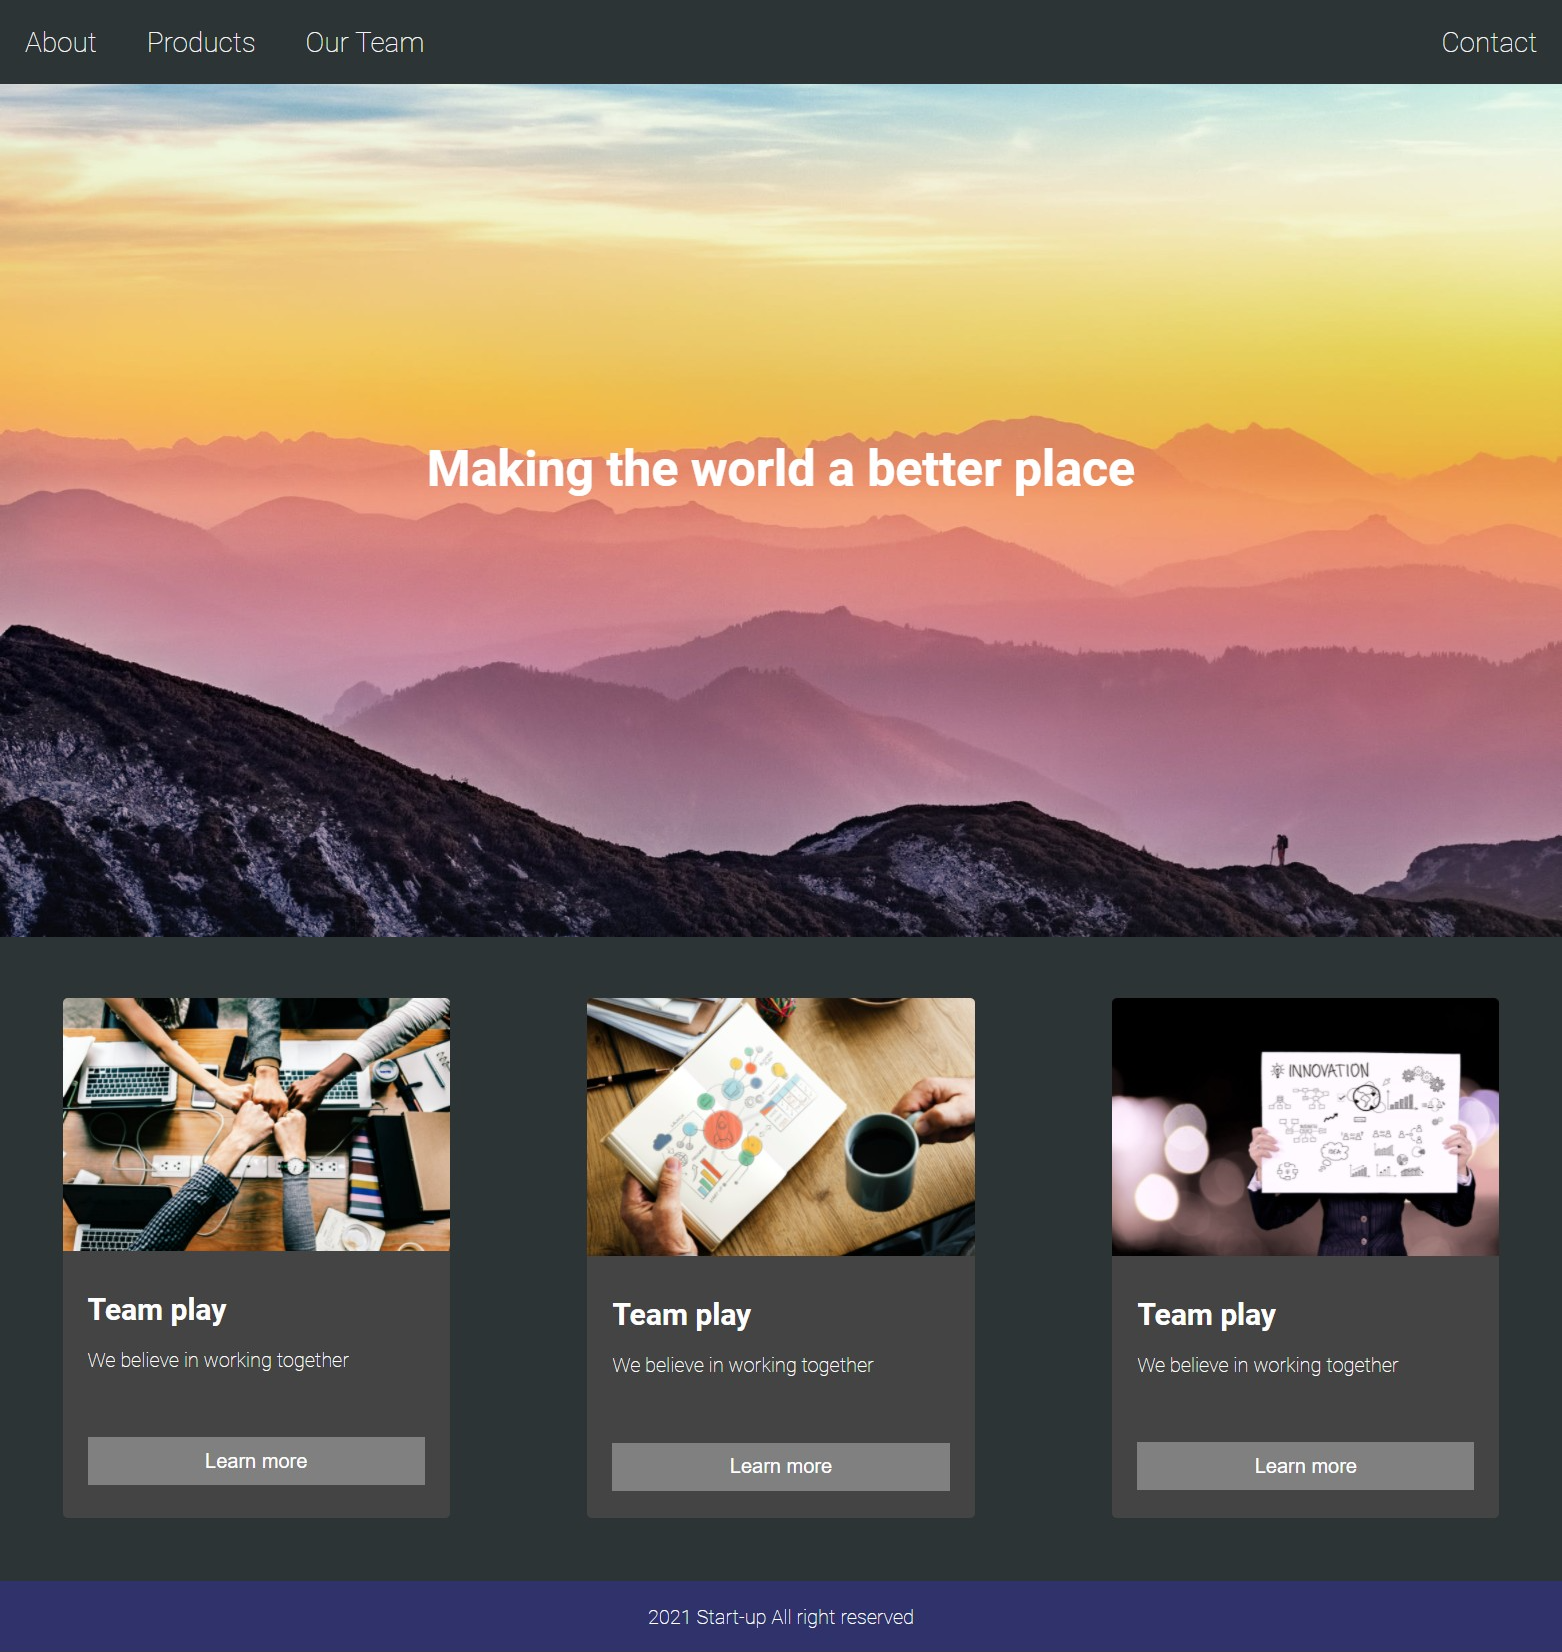 About Products Our Team Contact
Making the world a better place
INNOVATION
IDEA
Team play
We believe in working together
Learn more
Team play
We believe in working together
Learn more
Team play
We believe in working together
Learn more
2021 Start-up All right reserved